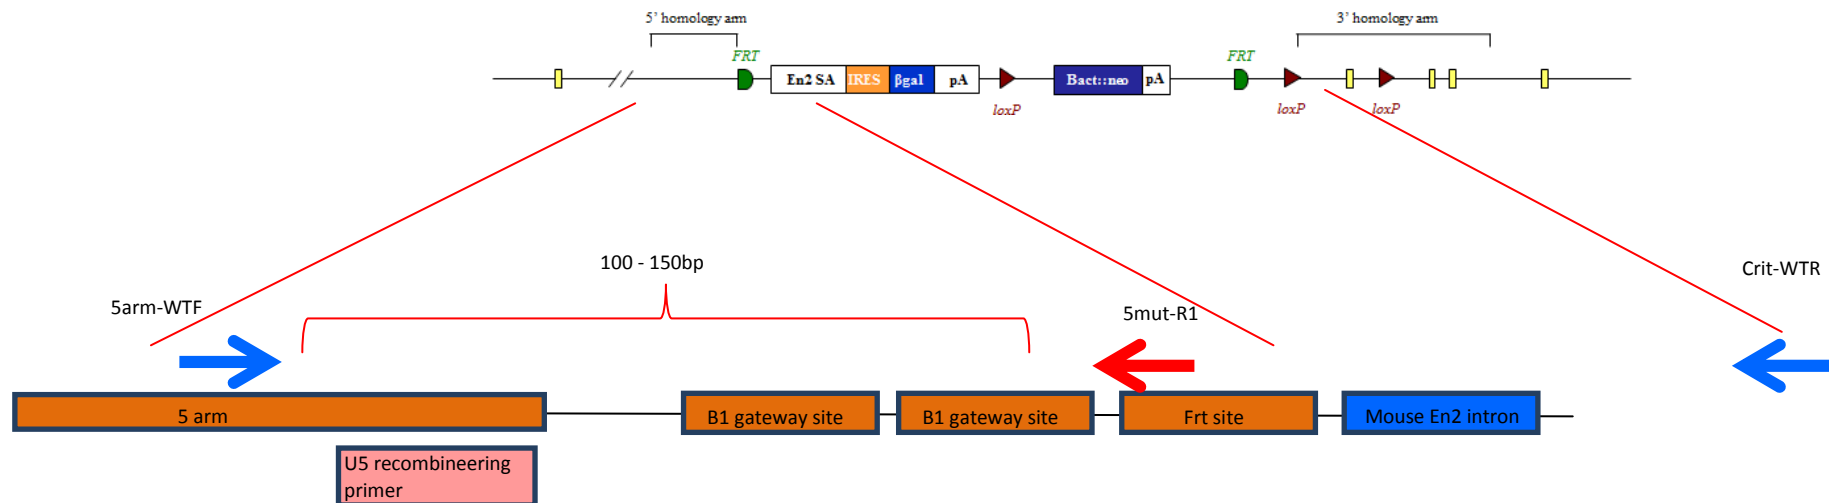 5' homology arm
3' homology arm
FRT
FRT
En2 SA
IRES
βgal
pA
Bact::neo
pA
loxP
loxP
loxP
100 - 150bp
Crit-WTR
5arm-WTF
5mut-R1
5 arm
B1 gateway site
B1 gateway site
Frt site
Mouse En2 intron
U5 recombineering
primer